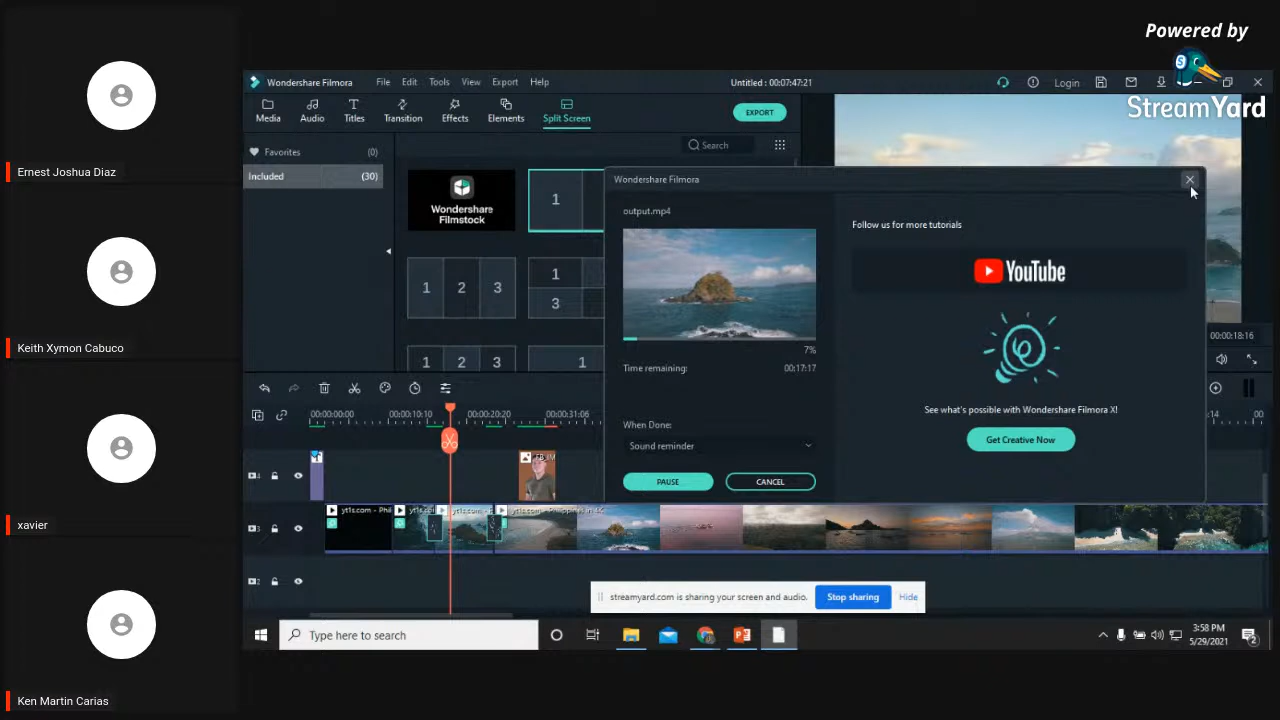 Powered by
StreamYard
Ernest Joshua Diaz
Keith Xymon Cabuco
xavier
Ken Martin Carias
Wondershare Filmora
File
Edit
Tools
View
Export
Help
Untitled : 00:07:47:21
Login
Media
Audio
Titles
Transition
Effects
Elements
Split Screen
EXPORT
Favorites
(0)
Included
(30)
Search
Wondershare
Filmstock
1
1 2 3
1
3
1 2 3
1
Wondershare Filmora
output.mp4
7%
Time remaining:
00:17:17
When Done:
Sound reminder
PAUSE
CANCEL
Follow us for more tutorials
YouTube
See what's possible with Wondershare Filmora X!
Get Creative Now
00:00:18:16
00:00:00:00
00:00:10:10
00:00:20:20
00:00:31:06
streamyard.com is sharing your screen and audio.
Stop sharing
Hide
Type here to search
3:58 PM
5/29/2021
2